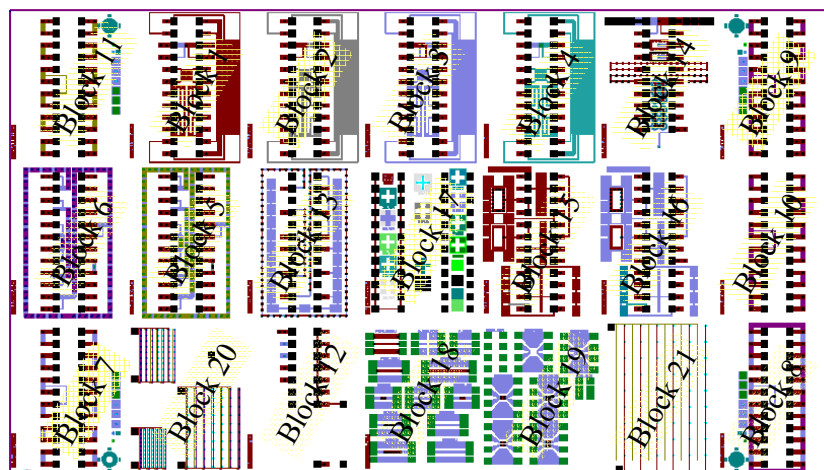 Block 11
Block 1
Block 2
Block 3
Block 4
Block 14
Block 9
Block 6
Block 5
Block 13
Block 17
Block 15
Block 16
Block 10
Block 7
Block 20
Block 12
Block 18
Block 19
Block 21
Block 8